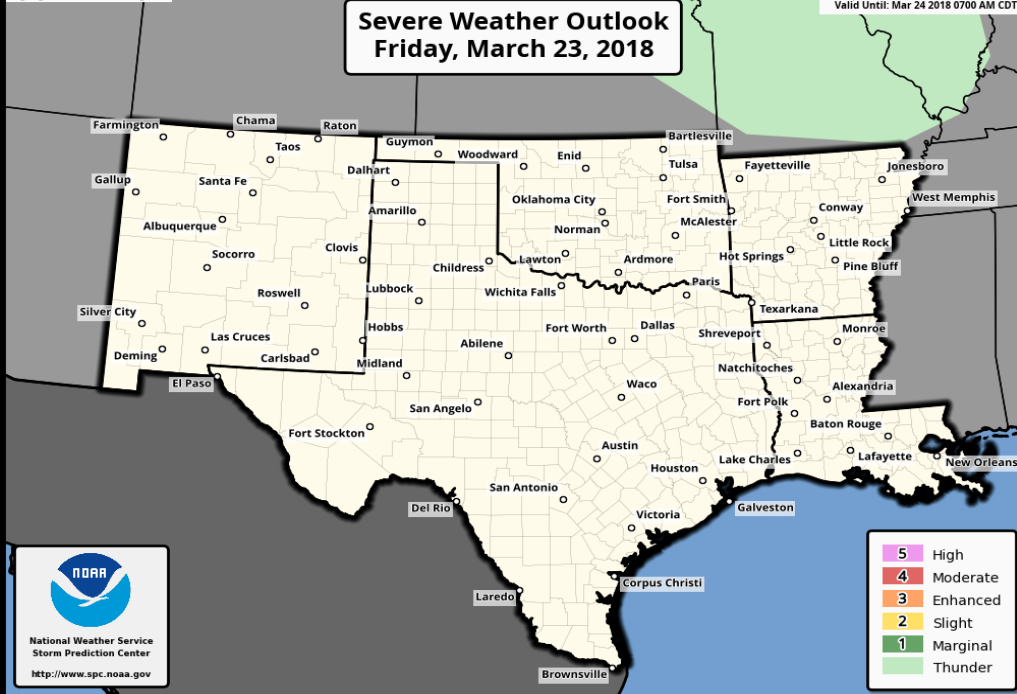 Valid Until: Mar 24 2018 0700 AM CDT
Severe Weather Outlook
Friday, March 23, 2018
Farmington
Chama
Raton
Taos
Guymon
Woodward
Enid
Bartlesville
Tulsa
Fayetteville
Jonesboro
Gallup
Santa Fe
Dalhart
Oklahoma City
Fort Smith
West Memphis
Albuquerque
Amarillo
Norman
McAlester
Conway
Socorro
Clovis
Childress
Lawton
Ardmore
Hot Springs
Little Rock
Pine Bluff
Roswell
Lubbock
Wichita Falls
Paris
Texarkana
Silver City
Hobbs
Fort Worth
Dallas
Shreveport
Monroe
Deming
Las Cruces
Carlsbad
Midland
Abilene
Natchitoches
El Paso
San Angelo
Waco
Fort Polk
Alexandria
Fort Stockton
Austin
Baton Rouge
Lake Charles
Lafayette
New Orleans
Del Rio
San Antonio
Houston
Galveston
Victoria
Laredo
Corpus Christi
Brownsville
NOAA
National Weather Service
Storm Prediction Center
http://www.spc.noaa.gov
5 High
4 Moderate
3 Enhanced
2 Slight
1 Marginal
Thunder